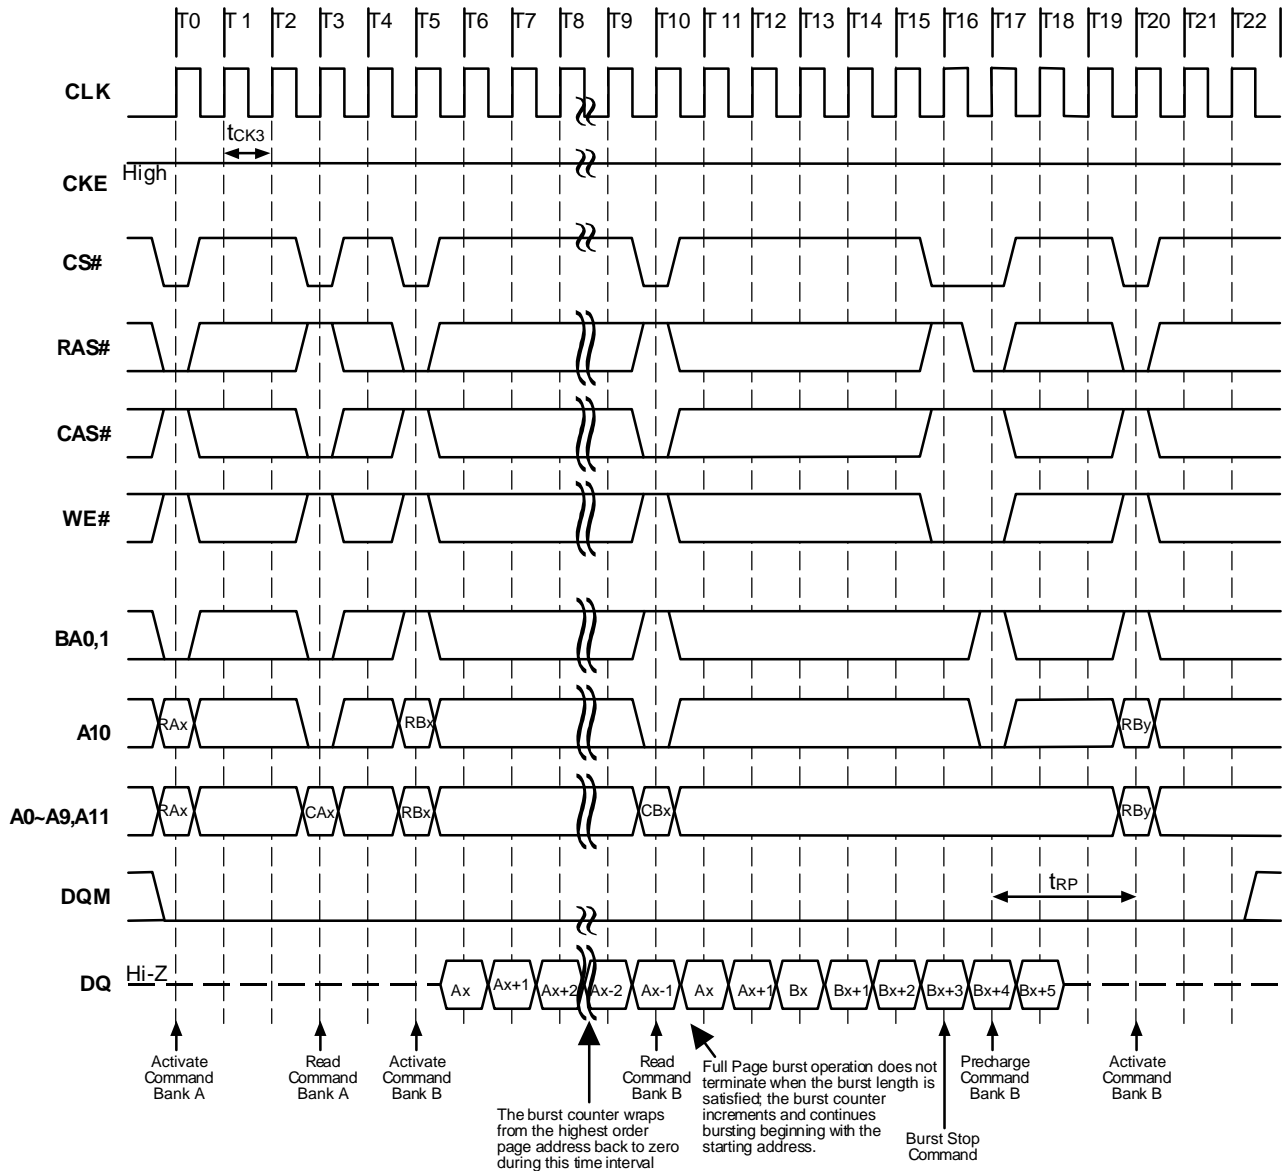 T0 T1 T2 T3 T4 T5 T6 T7 T8 T9 T10 T11 T12 T13 T14 T15 T16 T17 T18 T19 T20 T21 T22
CLK
tCK3
High
CKE
CS#
RAS#
CAS#
WE#
BA0,1
A10 RAx RBx RBy
A0~A9,A11 RAx CAx RBx CBx RBy
DQM
tRP
DQ Hi-Z Ax Ax+1 Ax+2 Ax-2 Ax-1 Ax Ax+1 Bx Bx+1 Bx+2 Bx+3 Bx+4 Bx+5
Activate
Command
Bank A
Read
Command
Bank A
Activate
Command
Bank B
The burst counter wraps
from the highest order
page address back to zero
during this time interval
Read
Command
Bank B
Full Page burst operation does not
terminate when the burst length is
satisfied; the burst counter
increments and continues
bursting beginning with the
starting address.
Burst Stop
Command
Precharge
Command
Bank B
Activate
Command
Bank B